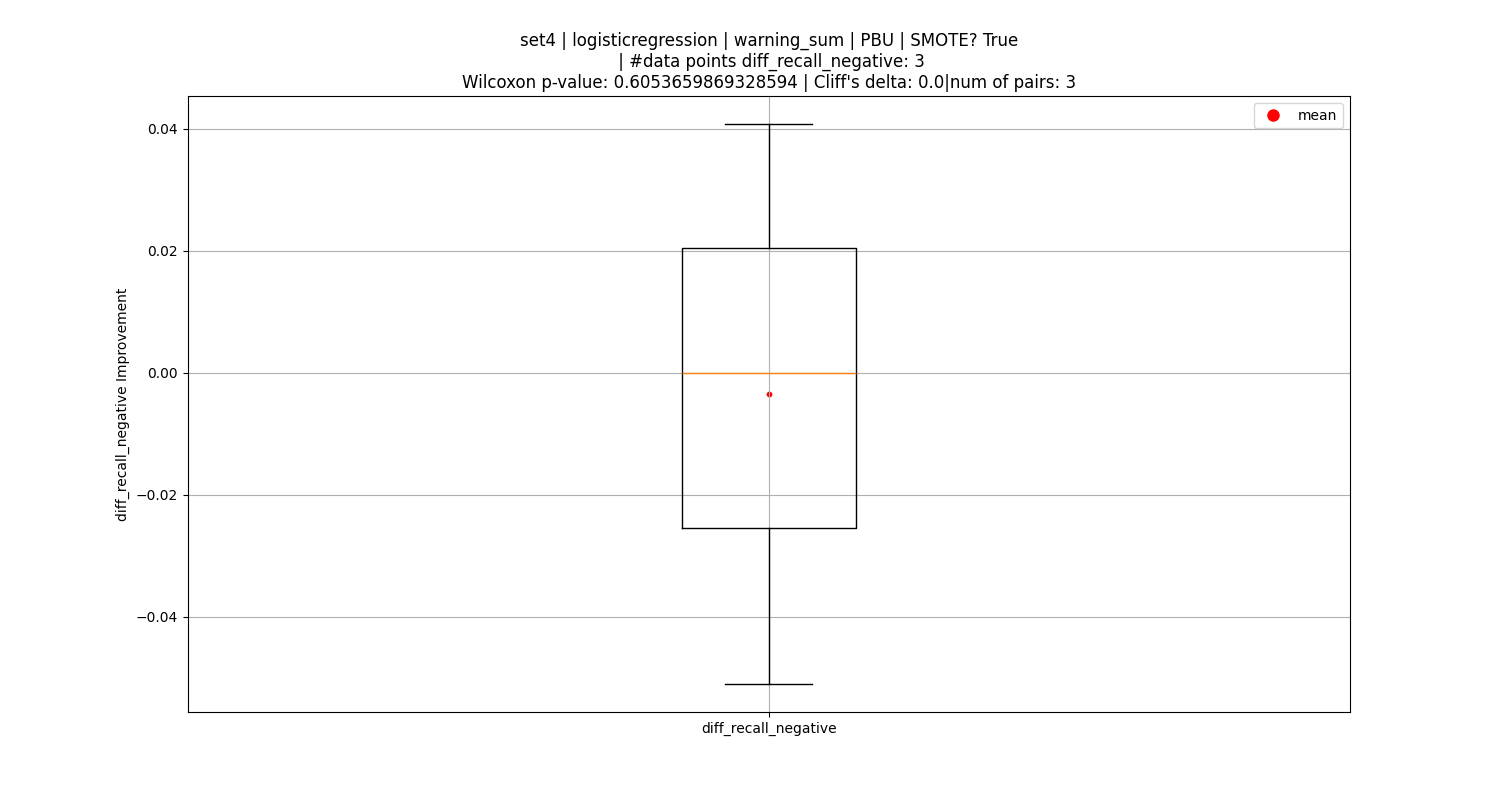 set4 | logisticregression | warning_sum | PBU | SMOTE? True
| #data points diff_recall_negative: 3
Wilcoxon p-value: 0.6053659869328594 | Cliff's delta: 0.0|num of pairs: 3
mean
0.04
0.02
0.00
−0.02
−0.04
diff_recall_negative Improvement
diff_recall_negative